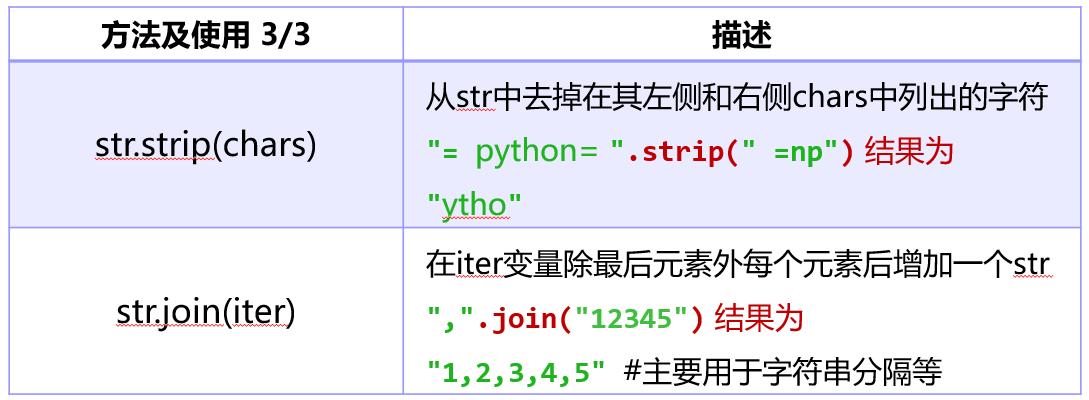 方法及使用 3/3
描述
str.strip(chars)
从str中去掉在其左侧和右侧chars中列出的字符
"= python= ".strip(" =np") 结果为
"ytho"
str.join(iter)
在iter变量除最后元素外每个元素后增加一个str
",".join("12345") 结果为
"1,2,3,4,5" #主要用于字符串分隔等